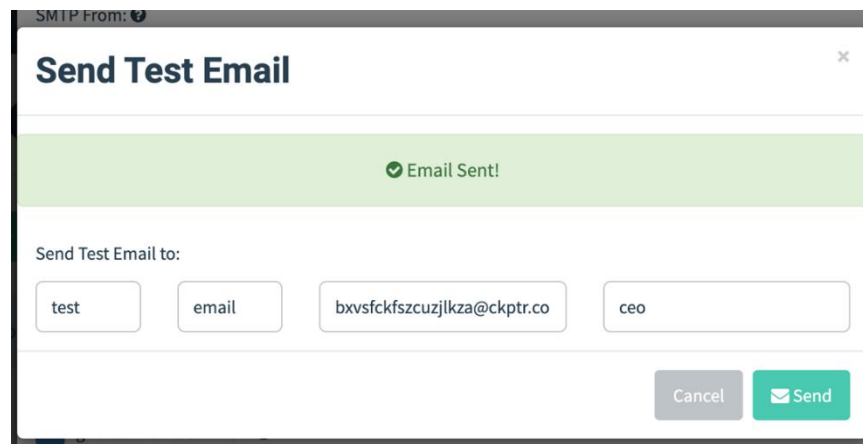 SMTP From:
Send Test Email
×
Email Sent!
Send Test Email to:
test email bxvsfckfszcuzjlkza@ckptr.co ceo
Cancel Send